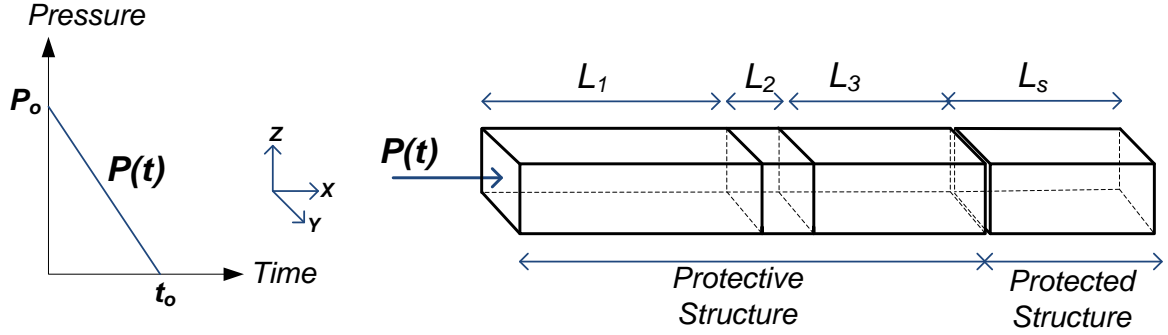 Pressure
Pₒ
P(t)
tₒ
Time
Z
X
Y
P(t)
L₁
L₂
L₃
Lₛ
Protective
Structure
Protected
Structure